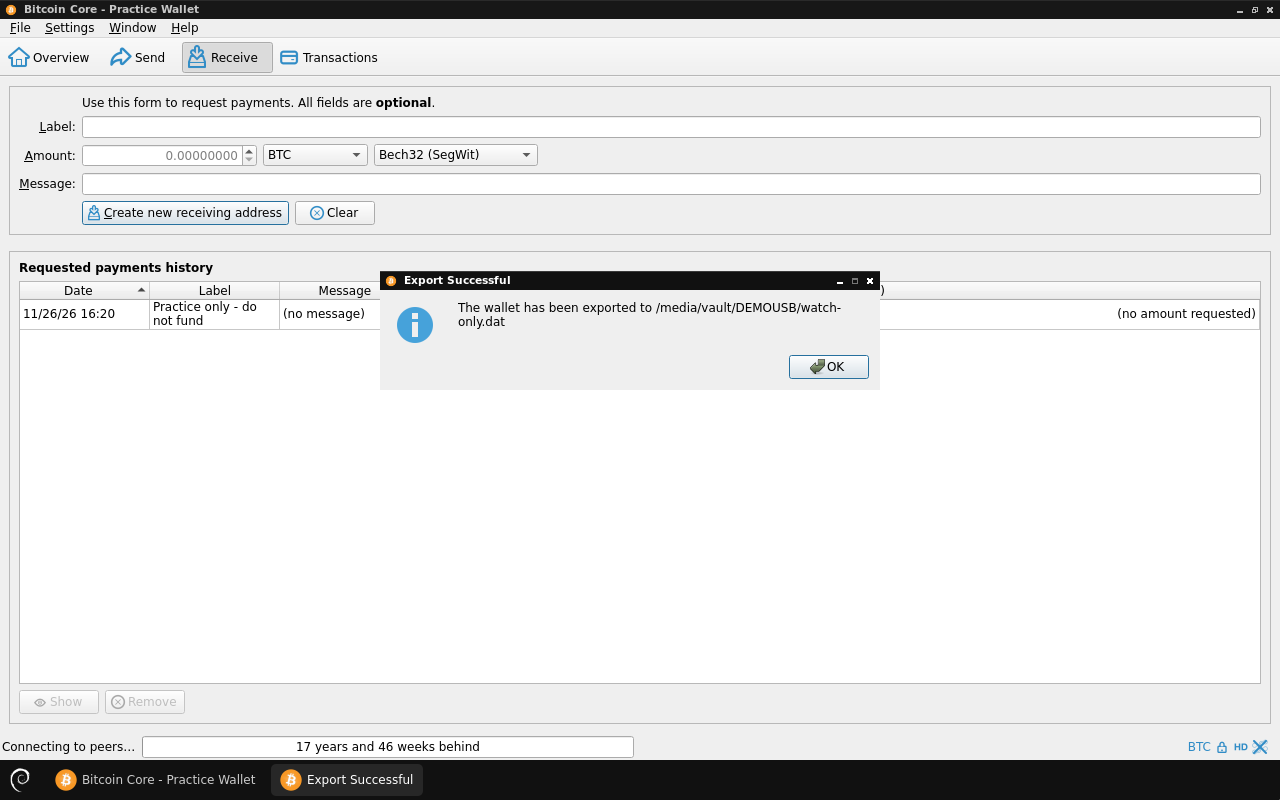 Bitcoin Core - Practice Wallet
File Settings Window Help
Overview Send Receive Transactions
Use this form to request payments. All fields are optional.
Label:
Amount: 0.00000000 BTC Bech32 (SegWit)
Message:
Create new receiving address Clear
Requested payments history
Date Label Message )
11/26/26 16:20 Practice only - do not fund (no message) (no amount requested)
Export Successful
The wallet has been exported to /media/vault/DEMOUSB/watch-
only.dat
OK
Show Remove
Connecting to peers... 17 years and 46 weeks behind BTC HD
Bitcoin Core - Practice Wallet Export Successful